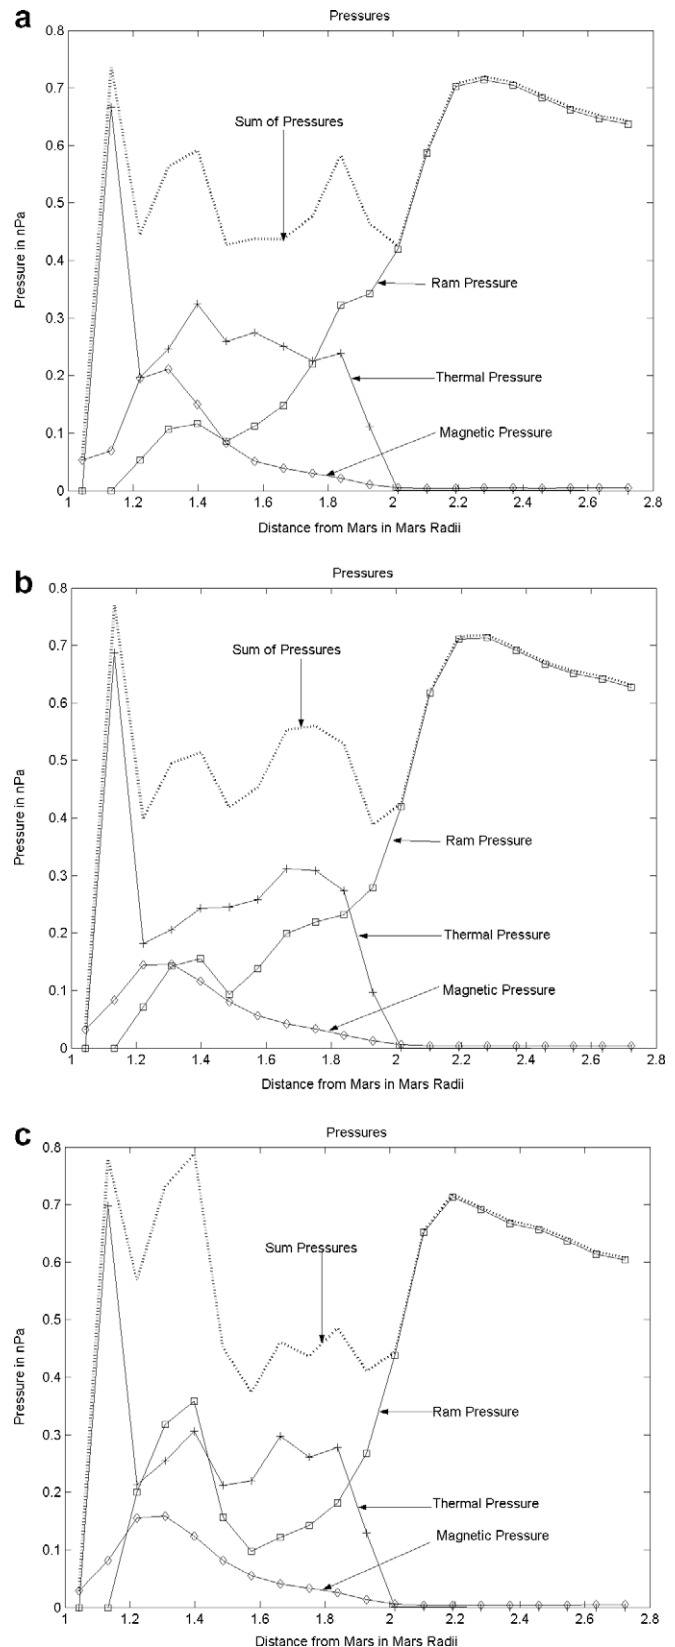 a
Pressures
0.8
0.7
Sum of Pressures
0.6
0.5
Pressure in nPa
0.4
Ram Pressure
0.3
Thermal Pressure
0.2
Magnetic Pressure
0.1
0
1 1.2 1.4 1.6 1.8 2 2.2 2.4 2.6 2.8
Distance from Mars in Mars Radii
b
Pressures
0.8
0.7
Sum of Pressures
0.6
0.5
Pressure in nPa
0.4
Ram Pressure
0.3
Thermal Pressure
0.2
Magnetic Pressure
0.1
0
1 1.2 1.4 1.6 1.8 2 2.2 2.4 2.6 2.8
Distance from Mars in Mars Radii
c
Pressures
0.8
0.7
Sum Pressures
0.6
0.5
Pressure in nPa
0.4
Ram Pressure
0.3
Thermal Pressure
0.2
Magnetic Pressure
0.1
0
1 1.2 1.4 1.6 1.8 2 2.2 2.4 2.6 2.8
Distance from Mars in Mars Radii